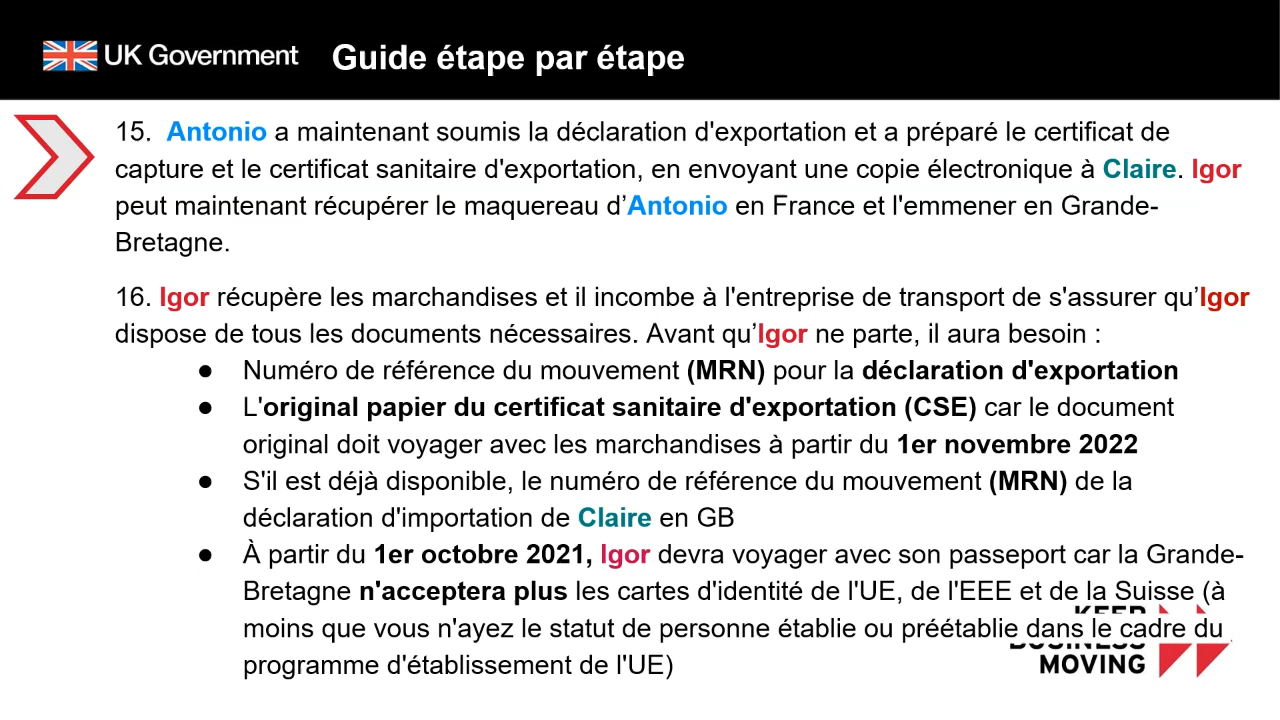 UK Government
Guide étape par étape
15. Antonio a maintenant soumis la déclaration d'exportation et a préparé le certificat de
capture et le certificat sanitaire d'exportation, en envoyant une copie électronique à Claire. Igor
peut maintenant récupérer le maquereau d’Antonio en France et l'emmener en Grande-
Bretagne.
16. Igor récupère les marchandises et il incombe à l'entreprise de transport de s'assurer qu’Igor
dispose de tous les documents nécessaires. Avant qu’Igor ne parte, il aura besoin :
● Numéro de référence du mouvement (MRN) pour la déclaration d'exportation
● L'original papier du certificat sanitaire d'exportation (CSE) car le document
original doit voyager avec les marchandises à partir du 1er novembre 2022
● S'il est déjà disponible, le numéro de référence du mouvement (MRN) de la
déclaration d'importation de Claire en GB
● À partir du 1er octobre 2021, Igor devra voyager avec son passeport car la Grande-
Bretagne n'acceptera plus les cartes d'identité de l'UE, de l'EEE et de la Suisse (à
moins que vous n'ayez le statut de personne établie ou préétablie dans le cadre du
programme d'établissement de l'UE)
KEEP
BUSINESS
MOVING